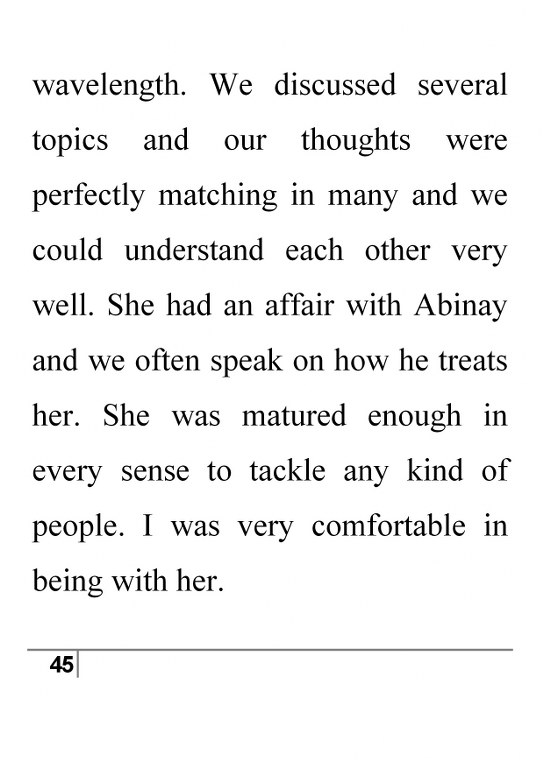 wavelength. We discussed several
topics and our thoughts were
perfectly matching in many and we
could understand each other very
well. She had an affair with Abinay
and we often speak on how he treats
her. She was matured enough in
every sense to tackle any kind of
people. I was very comfortable in
being with her.
45